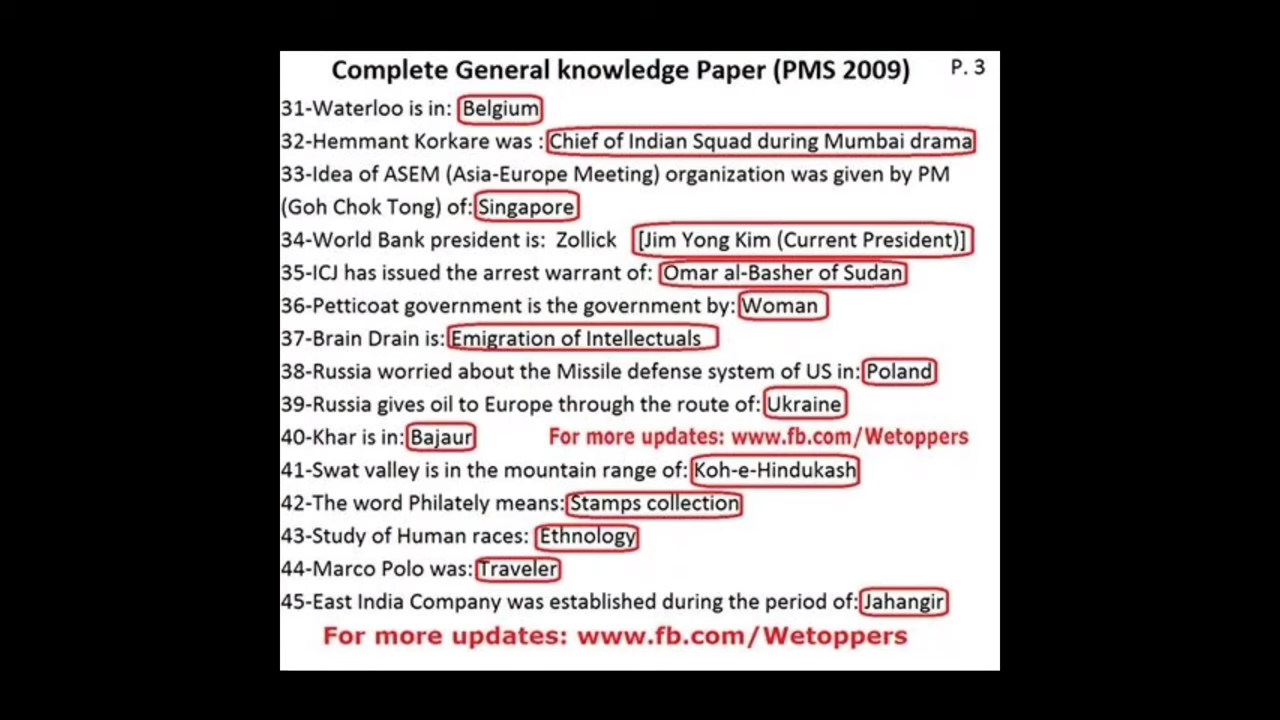 Complete General knowledge Paper (PMS 2009) P. 3
31-Waterloo is in: Belgium
32-Hemmant Korkare was : Chief of Indian Squad during Mumbai drama
33-Idea of ASEM (Asia-Europe Meeting) organization was given by PM
(Goh Chok Tong) of: Singapore
34-World Bank president is: Zollick [Jim Yong Kim (Current President)]
35-ICJ has issued the arrest warrant of: Omar al-Basher of Sudan
36-Petticoat government is the government by: Woman
37-Brain Drain is: Emigration of Intellectuals
38-Russia worried about the Missile defense system of US in: Poland
39-Russia gives oil to Europe through the route of: Ukraine
40-Khar is in: Bajaur For more updates: www.fb.com/Wetoppers
41-Swat valley is in the mountain range of: Koh-e-Hindukash
42-The word Philately means: Stamps collection
43-Study of Human races: Ethnology
44-Marco Polo was: Traveler
45-East India Company was established during the period of: Jahangir
For more updates: www.fb.com/Wetoppers